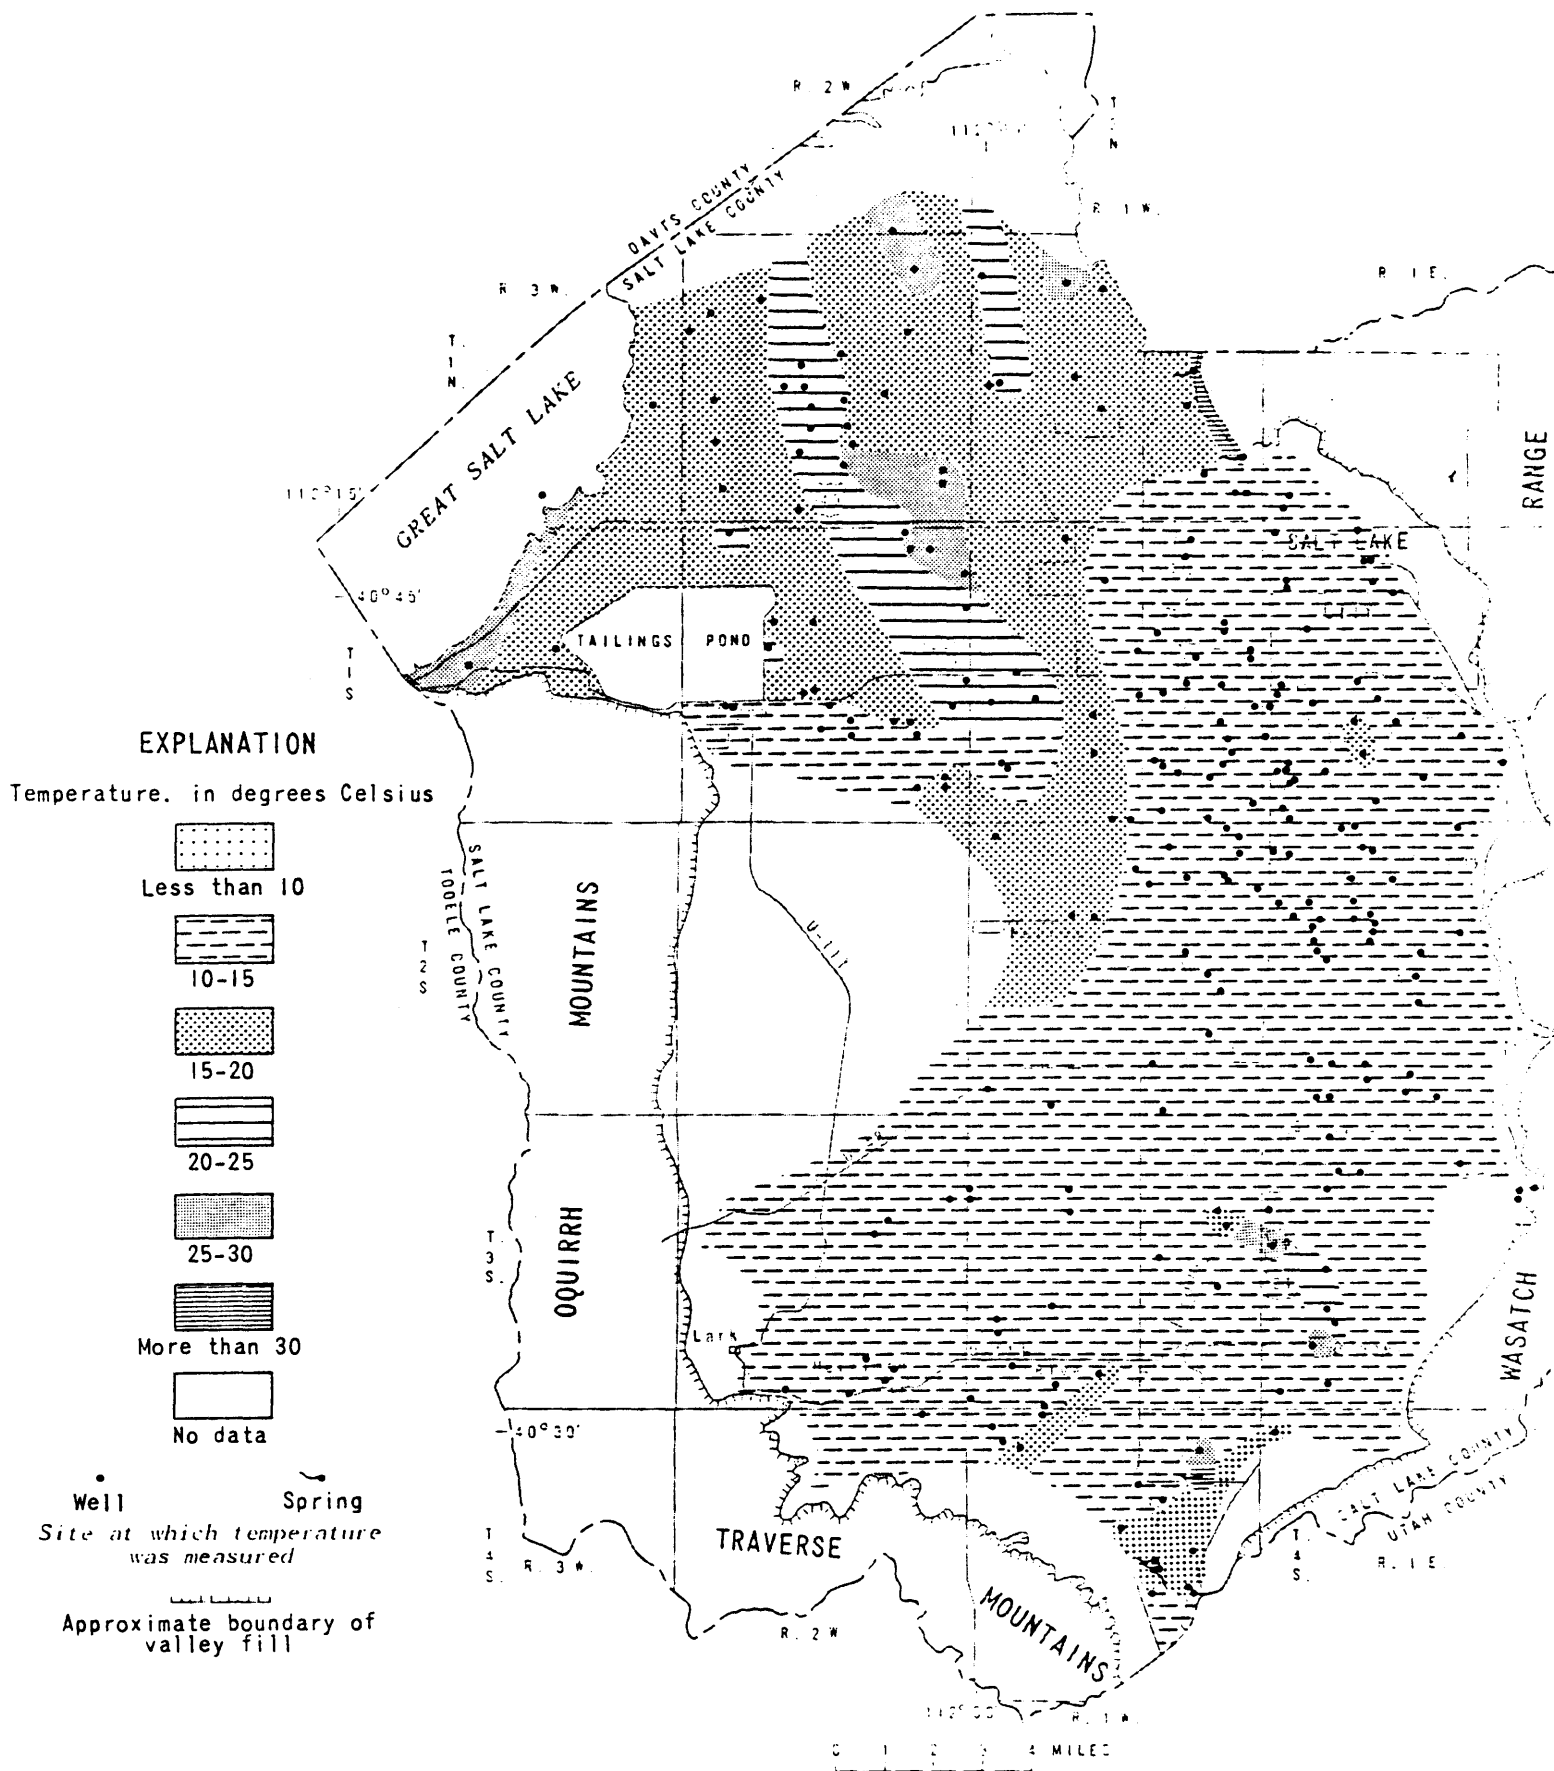 R. 2 W.
T. 2 N
DAVIS COUNTY
SALT LAKE COUNTY
R. 1 W.
R. 3 W.
R. 1 E.
T. 1 N.
GREAT SALT LAKE
RANGE
112°15'
SALT LAKE
CITY
40°45'
TAILINGS POND
T 1 S
EXPLANATION
Temperature. in degrees Celsius
Less than 10
10-15
15-20
20-25
25-30
More than 30
No data
Well
Spring
Site at which temperature
was measured
Approximate boundary of
valley fill
SALT LAKE COUNTY
TOOELE COUNTY
MOUNTAINS
U-111
T 2 S
T. 3 S.
OQUIRRH
WASATCH
Lark
40°30'
SALT LAKE COUNTY
UTAH COUNTY
TRAVERSE
T 4 S.
R. 3 W.
T. 4 S.
R. 1 E.
MOUNTAINS
R. 2 W
112°00'
R. 1 W.
1 2 4 MILES